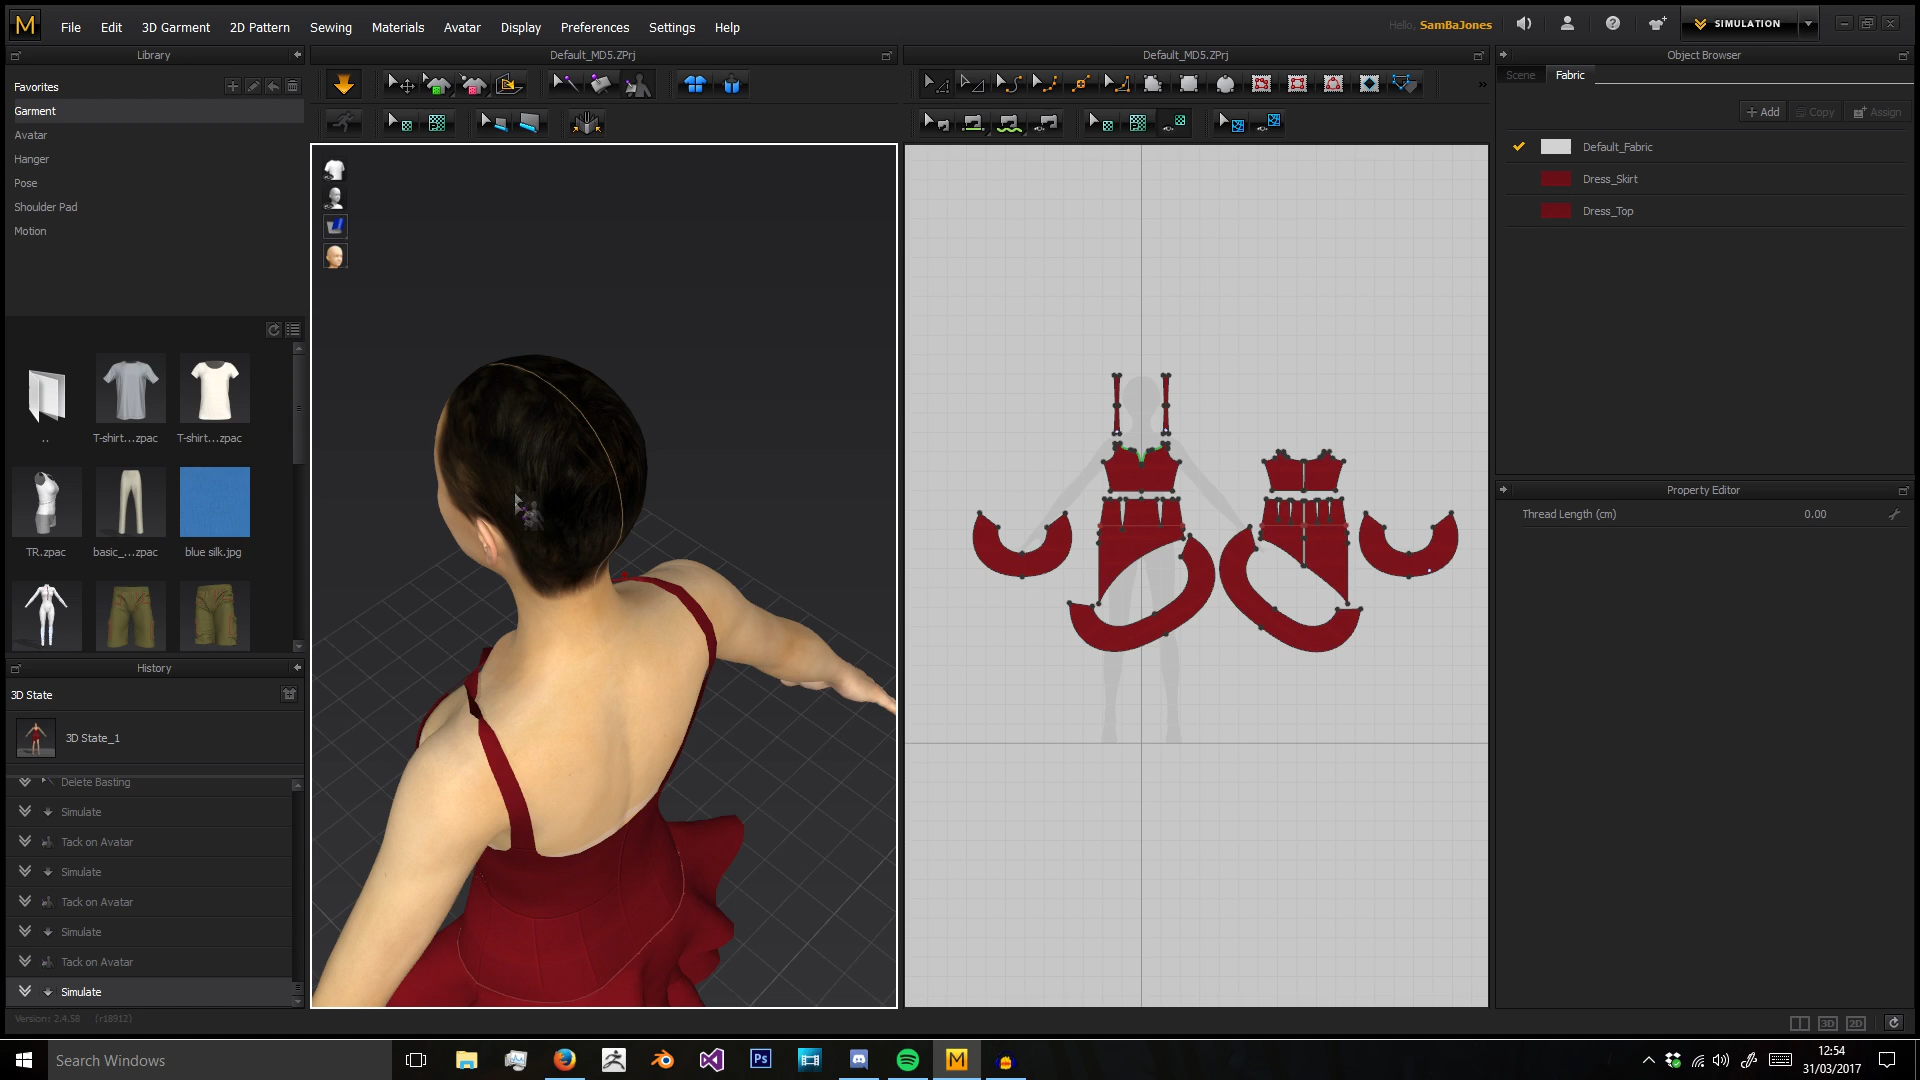 M File Edit 3D Garment 2D Pattern Sewing Materials Avatar Display Preferences Settings Help
Hello, SamBaJones
SIMULATION
Library
Default_MD5.ZPrj
Default_MD5.ZPrj
Object Browser
Favorites
Garment
Avatar
Hanger
Pose
Shoulder Pad
Motion
Scene Fabric
+ Add Copy Assign
Default_Fabric
Dress_Skirt
Dress_Top
..
T-shirt...zpac
T-shirt...zpac
TR.zpac
basic_...zpac
blue silk.jpg
Property Editor
Thread Length (cm) 0.00
History
3D State
3D State_1
Delete Basting
Simulate
Tack on Avatar
Simulate
Tack on Avatar
Simulate
Tack on Avatar
Simulate
Version: 2.4.58 (r18912)
3D 2D
Search Windows
Ps
M
12:54
31/03/2017